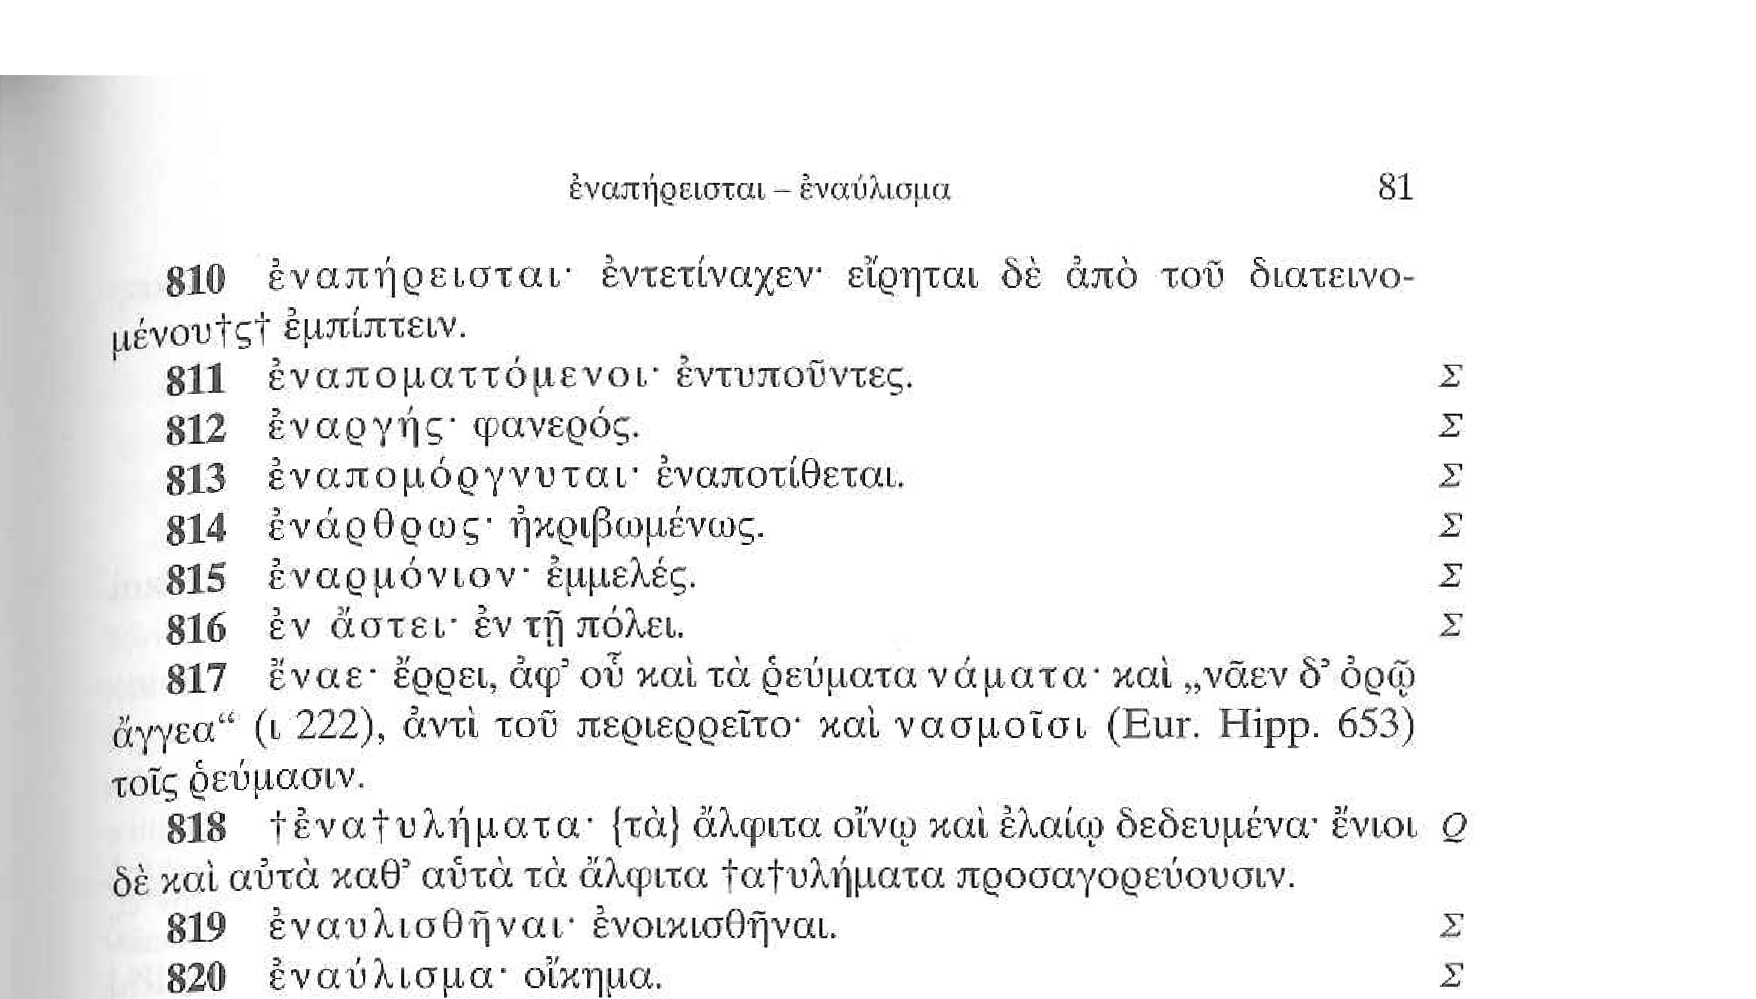 ἐναπήρεισται – ἐναύλισμα 81
810 ἐναπήρεισται· ἐντετίναχεν· εἴρηται δὲ ἀπὸ τοῦ διατεινο-
μένου†ς† ἐμπίπτειν.
811 ἐναποματτόμενοι· ἐντυποῦντες. Σ
812 ἐναργής· φανερός. Σ
813 ἐναπομόργνυται· ἐναποτίθεται. Σ
814 ἐνάρθρως· ἠκριβωμένως. Σ
815 ἐναρμόνιον· ἐμμελές. Σ
816 ἐν ἄστει· ἐν τῇ πόλει. Σ
817 ἔναε· ἔρρει, ἀφ’ οὗ καὶ τὰ ῥεύματα νάματα· καὶ „νᾶεν δ’ ὀρῷ
ἄγγεα“ (ι 222), ἀντὶ τοῦ περιερρεῖτο· καὶ νασμοῖσι (Eur. Hipp. 653)
τοῖς ῥεύμασιν.
818 †ἐνα†υλήματα· {τὰ} ἄλφιτα οἴνῳ καὶ ἐλαίῳ δεδευμένα· ἔνιοι Q
δὲ καὶ αὐτὰ καθ’ αὑτὰ τὰ ἄλφιτα †α†υλήματα προσαγορεύουσιν.
819 ἐναυλισθῆναι· ἐνοικισθῆναι. Σ
820 ἐναύλισμα· οἴκημα. Σ